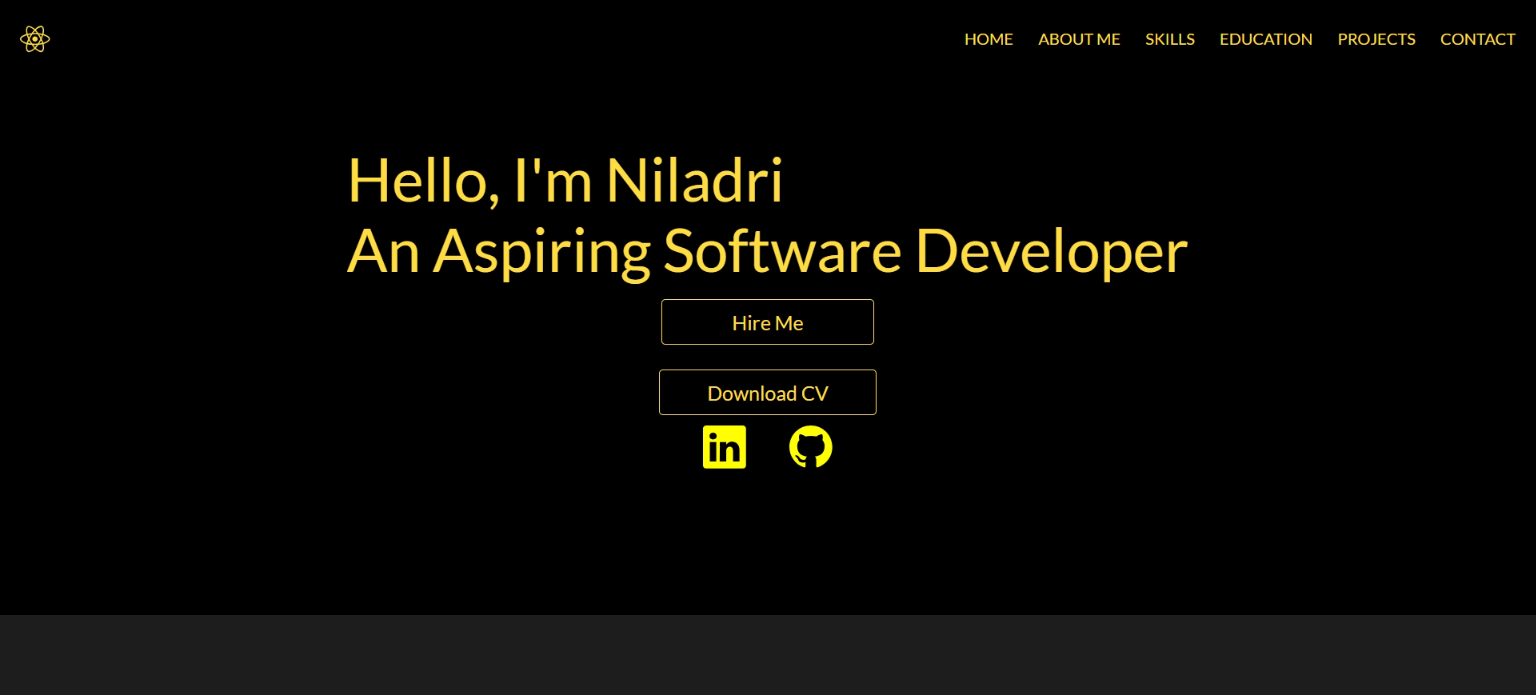 HOME ABOUT ME SKILLS EDUCATION PROJECTS CONTACT
Hello, I'm Niladri
An Aspiring Software Developer
Hire Me
Download CV
in